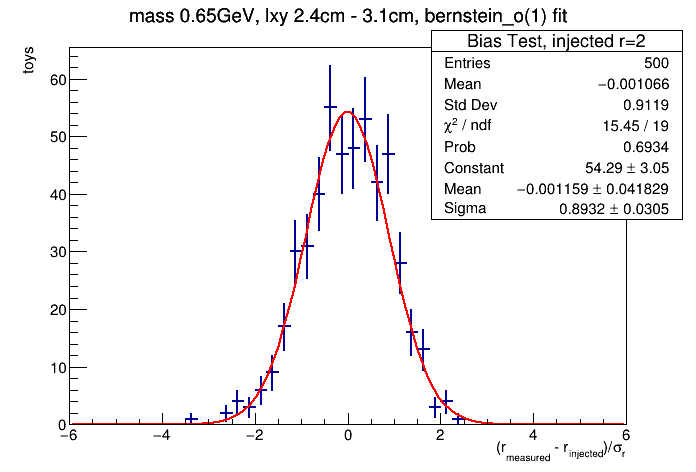 mass 0.65GeV, lxy 2.4cm - 3.1cm, bernstein_o(1) fit
toys
Bias Test, injected r=2
Entries 500
Mean −0.001066
Std Dev 0.9119
χ² / ndf 15.45 / 19
Prob 0.6934
Constant 54.29 ± 3.05
Mean −0.001159 ± 0.041829
Sigma 0.8932 ± 0.0305
60
50
40
30
20
10
0
−6 −4 −2 0 2 4 6
(r_measured - r_injected)/σ_r